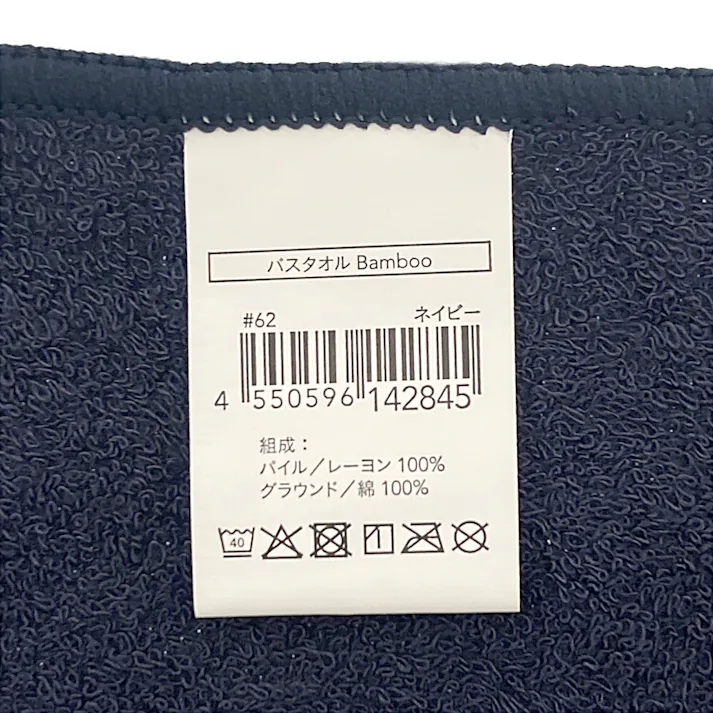 バスタオル Bamboo
#62 ネイビー
4 550596 142845
組成：
パイル／レーヨン 100%
グラウンド／綿 100%
40